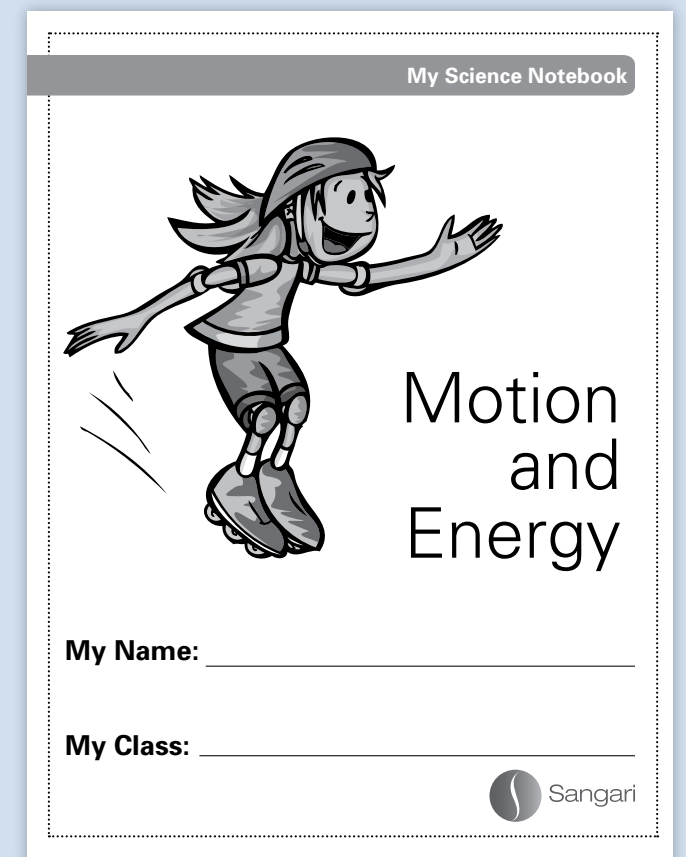 My Science Notebook
Motion
and
Energy
My Name:
My Class:
Sangari